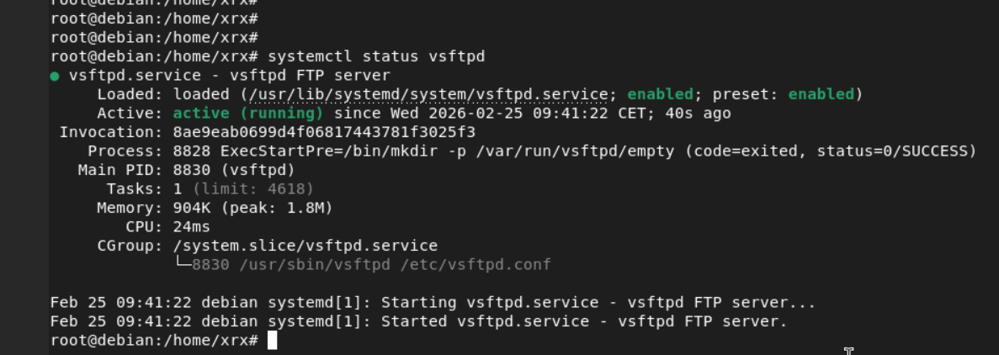 root@debian:/home/xrx#
root@debian:/home/xrx#
root@debian:/home/xrx#
root@debian:/home/xrx# systemctl status vsftpd
● vsftpd.service - vsftpd FTP server
     Loaded: loaded (/usr/lib/systemd/system/vsftpd.service; enabled; preset: enabled)
     Active: active (running) since Wed 2026-02-25 09:41:22 CET; 40s ago
 Invocation: 8ae9eab0699d4f06817443781f3025f3
    Process: 8828 ExecStartPre=/bin/mkdir -p /var/run/vsftpd/empty (code=exited, status=0/SUCCESS)
   Main PID: 8830 (vsftpd)
      Tasks: 1 (limit: 4618)
     Memory: 904K (peak: 1.8M)
        CPU: 24ms
     CGroup: /system.slice/vsftpd.service
             └─8830 /usr/sbin/vsftpd /etc/vsftpd.conf

Feb 25 09:41:22 debian systemd[1]: Starting vsftpd.service - vsftpd FTP server...
Feb 25 09:41:22 debian systemd[1]: Started vsftpd.service - vsftpd FTP server.
root@debian:/home/xrx#